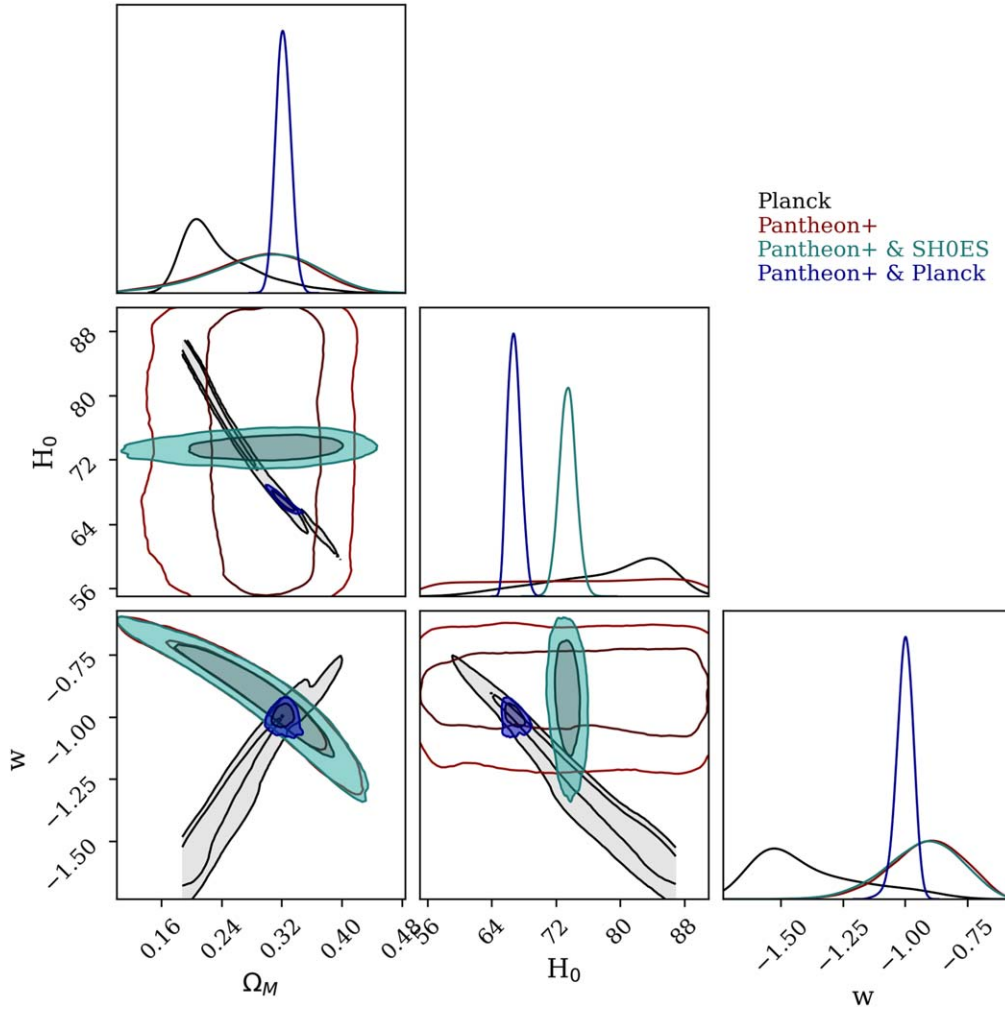 Planck
Pantheon+
Pantheon+ & SH0ES
Pantheon+ & Planck
88
80
72
64
56
H₀
−0.75
−1.00
−1.25
−1.50
w
0.16 0.24 0.32 0.40 0.48
Ω_M
56 64 72 80 88
H₀
−1.50 −1.25 −1.00 −0.75
w